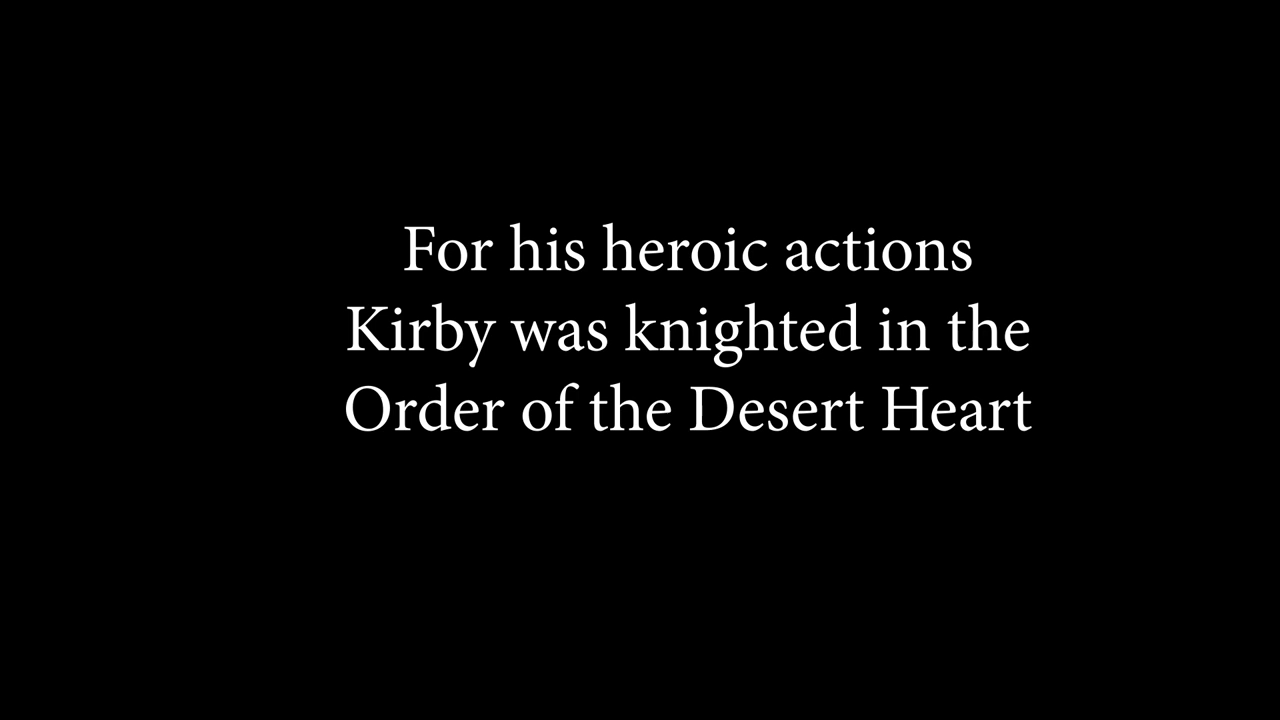 For his heroic actions
Kirby was knighted in the
Order of the Desert Heart